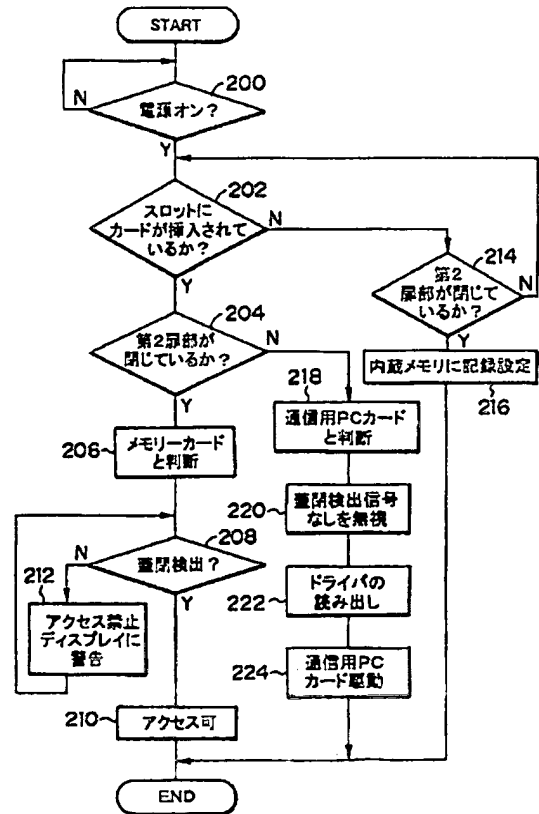 START
200
電源オン?
N
Y
202
スロットに
カードが挿入されて
いるか?
N
Y
214
第2
扉部が閉じて
いるか?
N
Y
204
第2扉部が
閉じているか?
N
Y
内蔵メモリに記録設定
216
218
通信用PCカード
と判断
206
メモリーカード
と判断
220
蓋閉検出信号
なしを無視
208
蓋閉検出?
N
Y
212
アクセス禁止
ディスプレイに
警告
222
ドライバの
読み出し
224
通信用PC
カード駆動
210
アクセス可
END